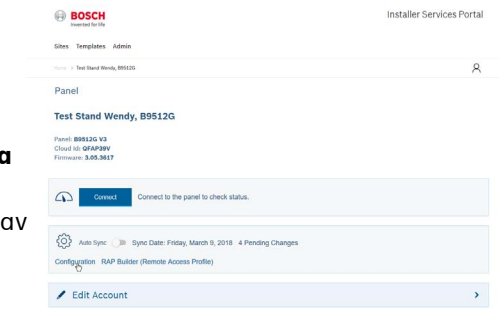 BOSCH
Invented for life
Installer Services Portal
Sites Templates Admin
Home > Test Stand Wendy, B9512G
Panel
Test Stand Wendy, B9512G
Panel: B9512G V3
Cloud Id: QFAP39V
Firmware: 3.05.3617
a
Connect Connect to the panel to check status.
av
Auto Sync Sync Date: Friday, March 9, 2018 4 Pending Changes
Configuration RAP Builder (Remote Access Profile)
Edit Account >